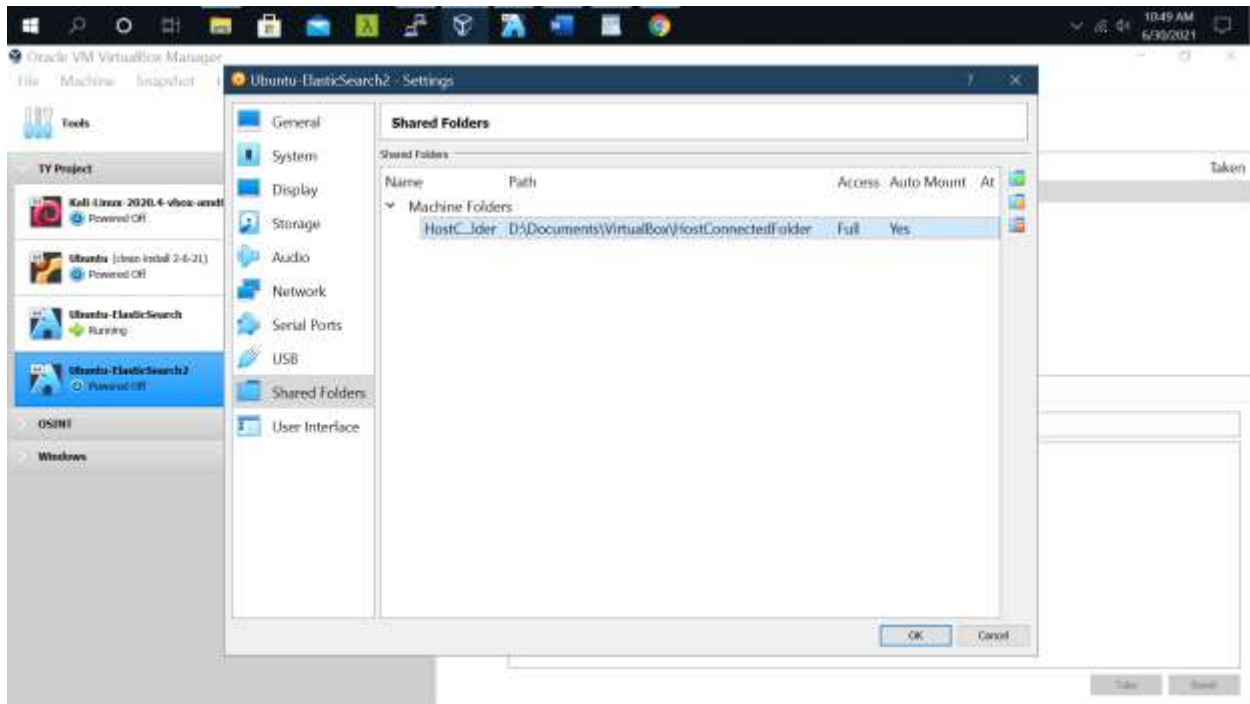 10:49 AM
6/30/2021
Oracle VM VirtualBox Manager
File Machine Snapshot
Ubuntu-ElasticSearch2 - Settings
Tools
Taken
TY Project
Kali-Linux-2020.4-vbox-amd
Powered Off
Ubuntu (clean install 2-6-21)
Powered Off
Ubuntu-ElasticSearch
Running
Ubuntu-ElasticSearch2
Powered Off
OSINT
Windows
General
System
Display
Storage
Audio
Network
Serial Ports
USB
Shared Folders
User Interface
Shared Folders
Shared Folders
Name Path Access Auto Mount At
Machine Folders
HostC...lder D:\Documents\VirtualBox\HostConnectedFolder Full Yes
OK Cancel
Take Reset